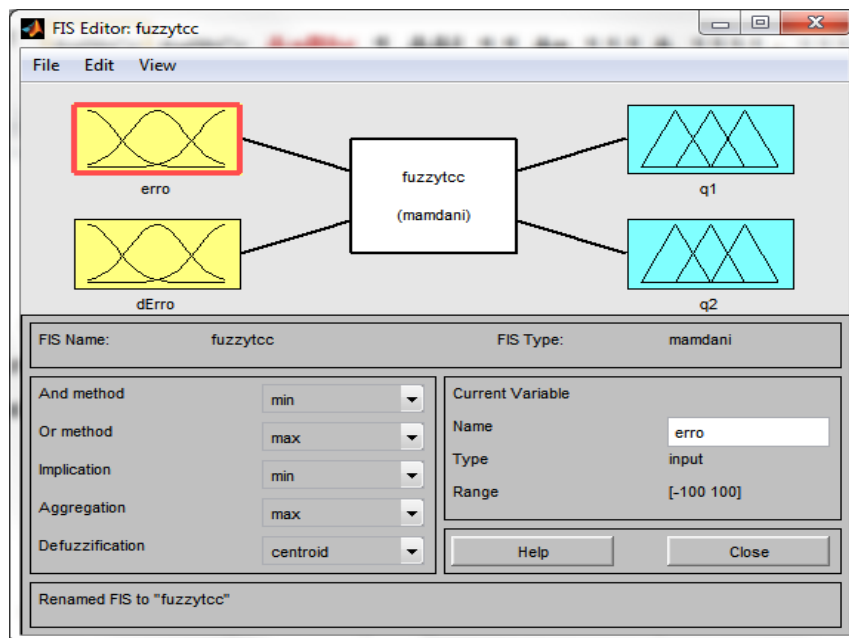 FIS Editor: fuzzytcc
File Edit View
erro
dErro
fuzzytcc
(mamdani)
q1
q2
FIS Name: fuzzytcc FIS Type: mamdani
And method min
Or method max
Implication min
Aggregation max
Defuzzification centroid
Current Variable
Name erro
Type input
Range [-100 100]
Help Close
Renamed FIS to "fuzzytcc"